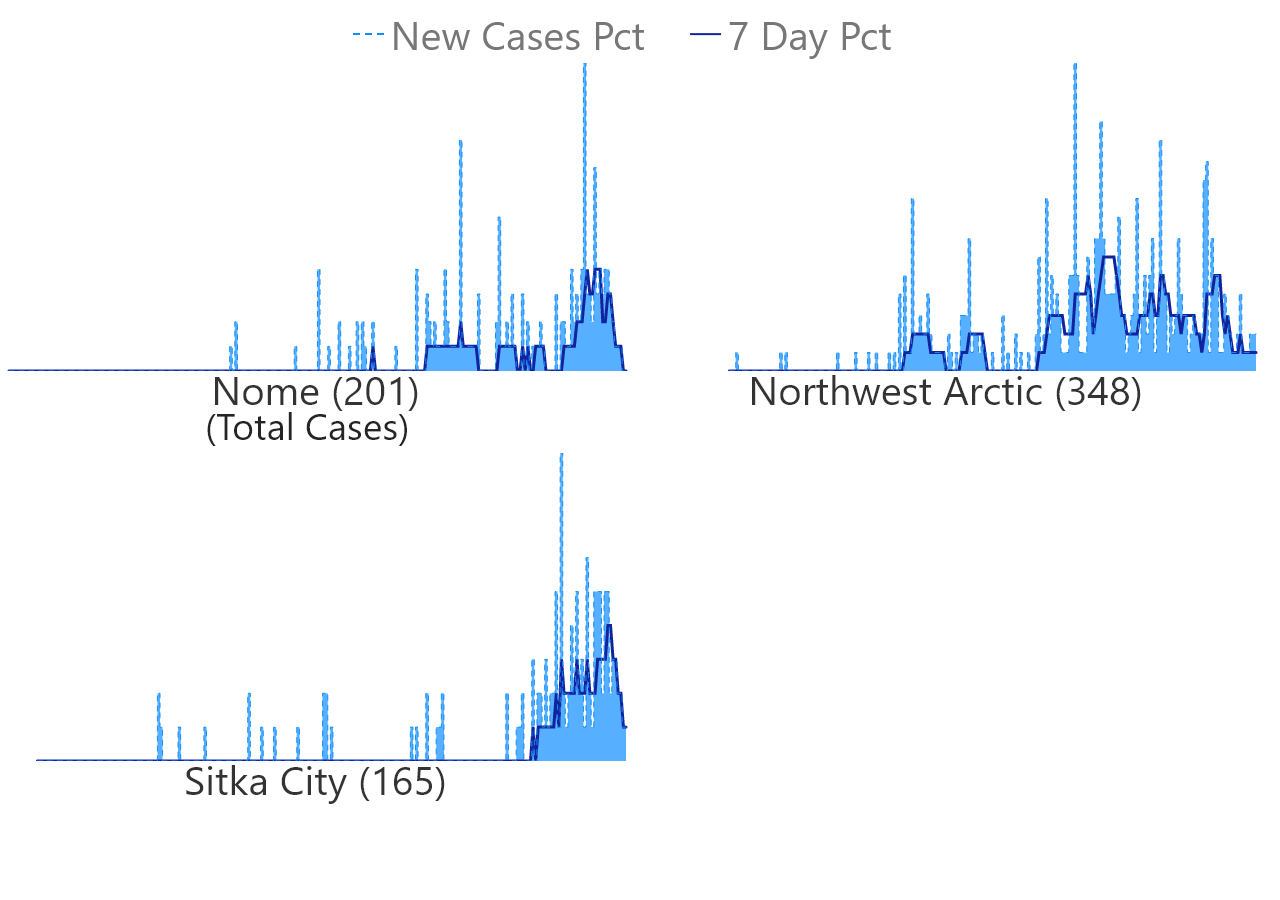 New Cases Pct 7 Day Pct
Nome (201)
(Total Cases)
Northwest Arctic (348)
Sitka City (165)